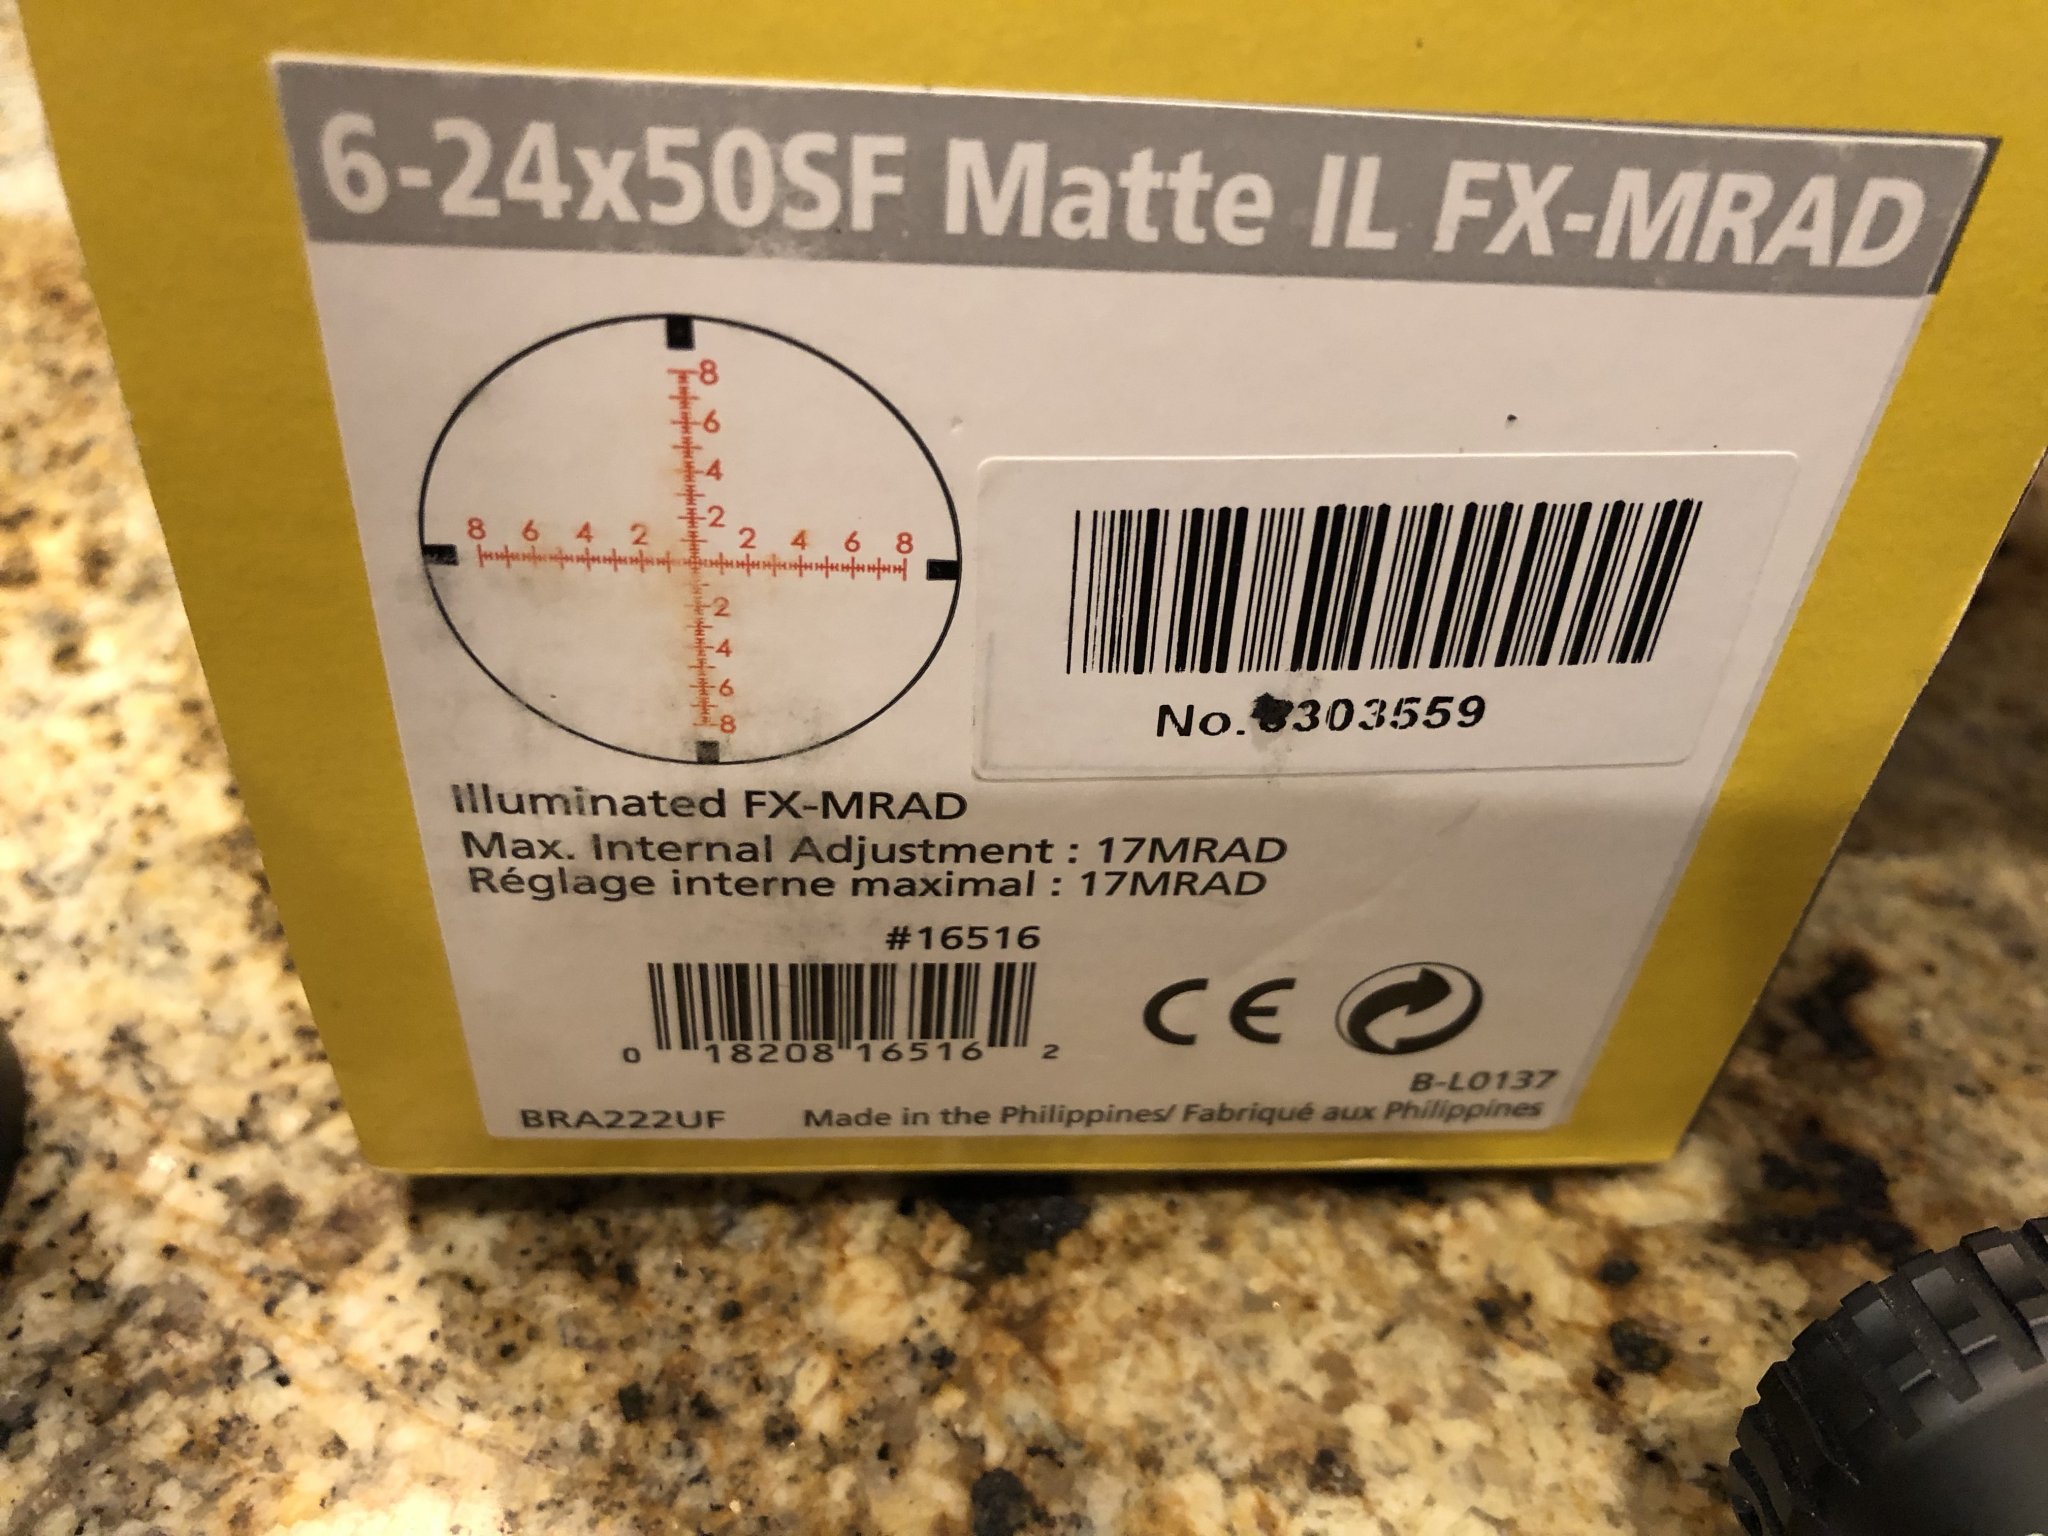 6-24x50SF Matte IL FX-MRAD
8
6
4
2
8 6 4 2 2 4 6 8
2
4
6
8
No.
Illuminated FX-MRAD
Max. Internal Adjustment : 17MRAD
Réglage interne maximal : 17MRAD
#16516
0 18208 16516 2
CE
B-L0137
BRA222UF Made in the Philippines/ Fabriqué aux Philippines